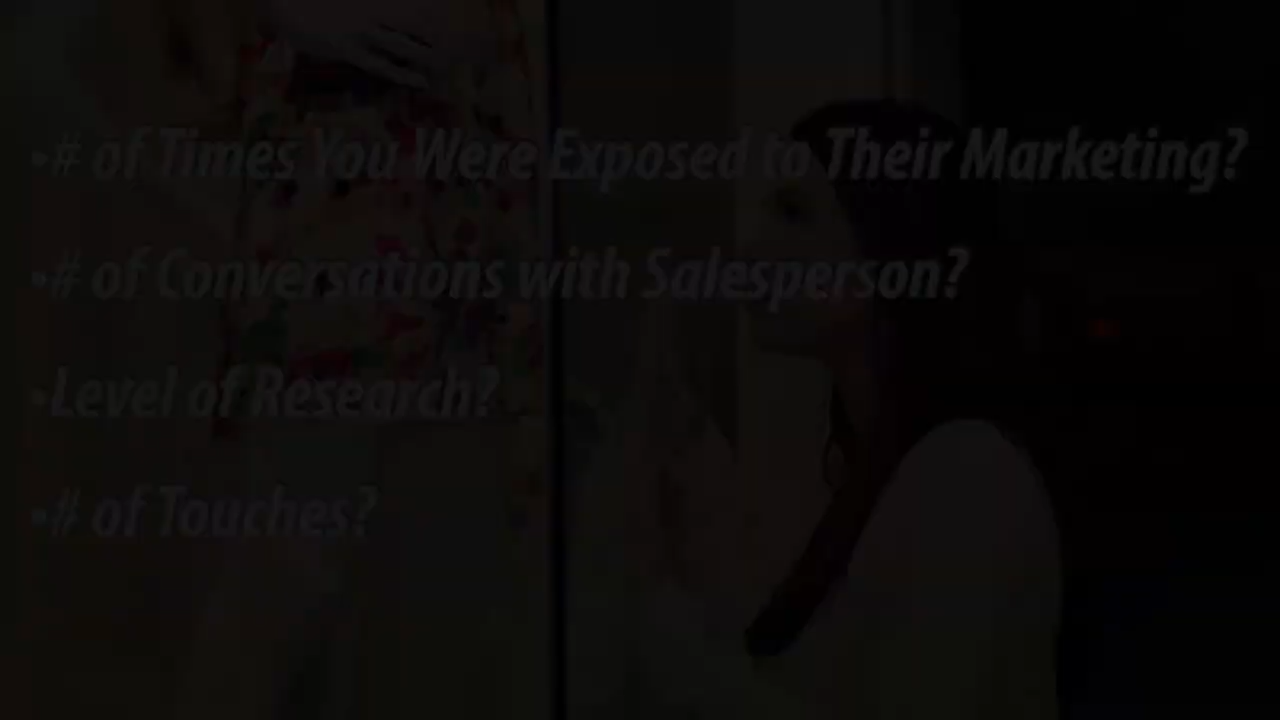 •# of Times You Were Exposed to Their Marketing?
•# of Conversations with Salesperson?
•Level of Research?
•# of Touches?